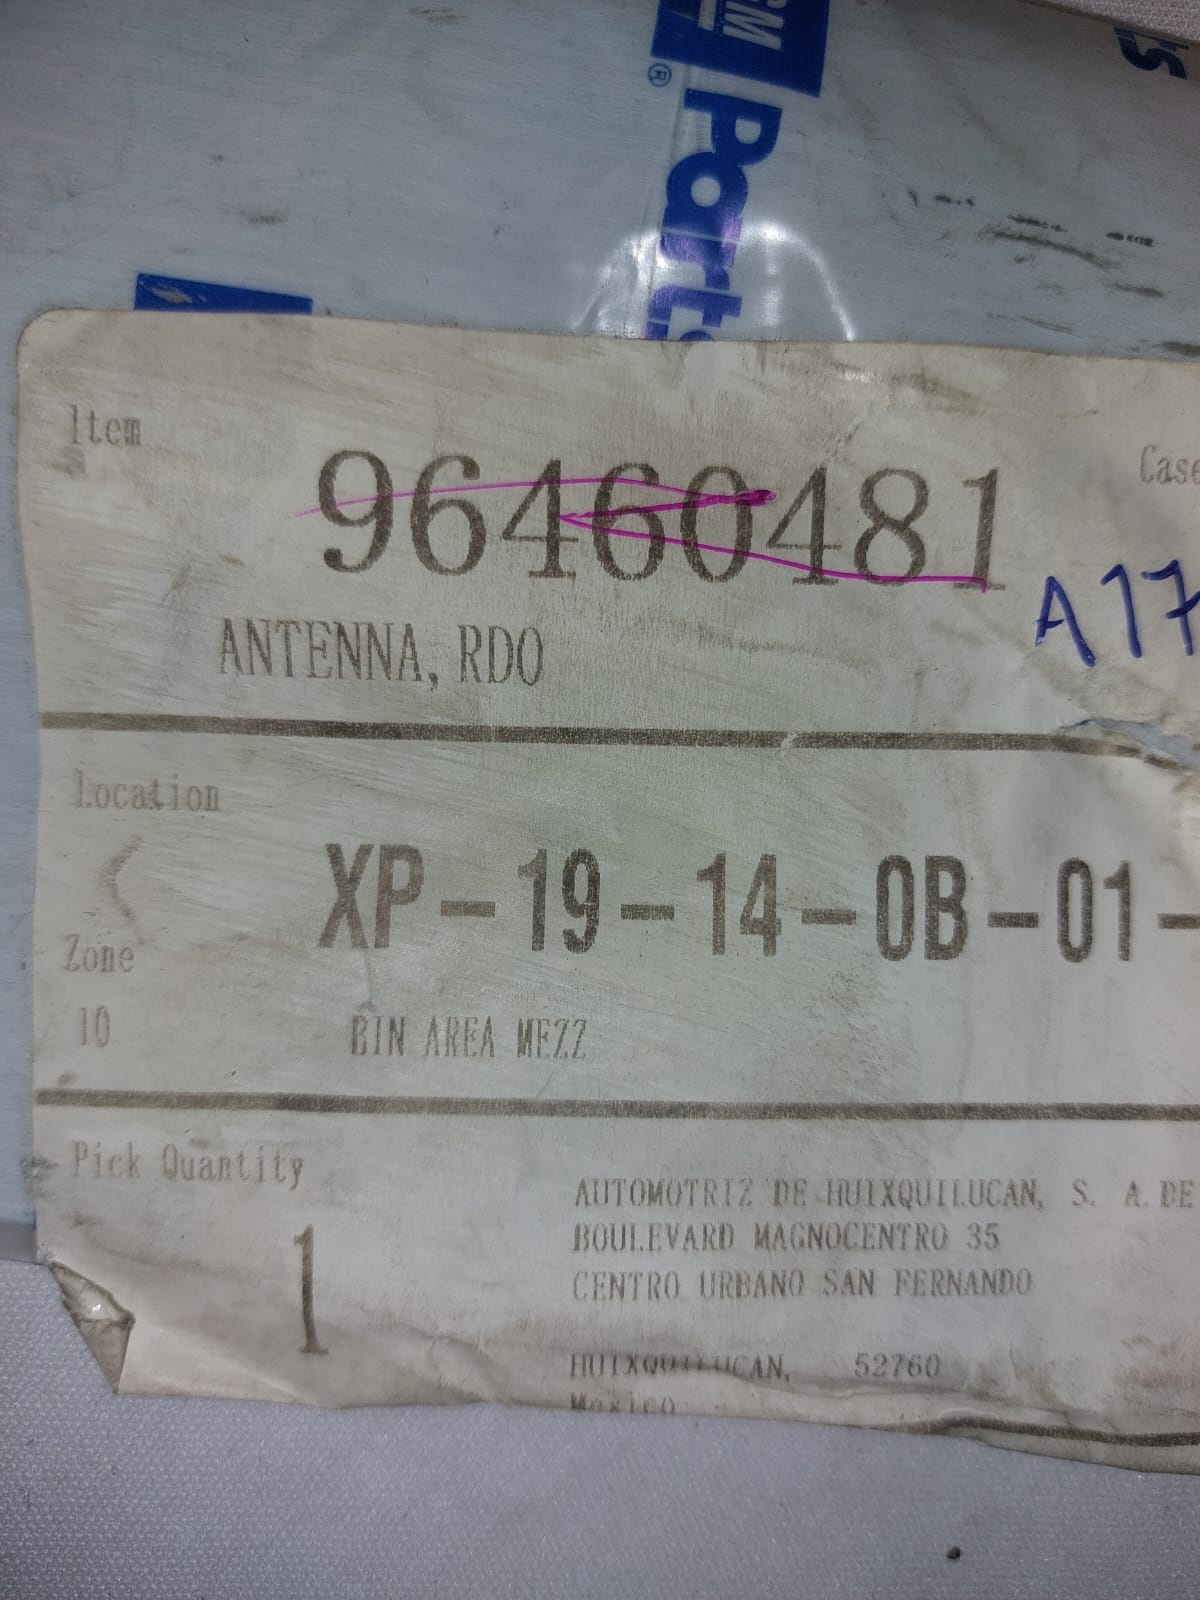 GM
®
Parts
Item
Case
96460481
A17
ANTENNA, RDO
Location
XP-19-14-0B-01-
Zone
10
BIN AREA MEZZ
Pick Quantity
1
AUTOMOTRIZ DE HUIXQUILUCAN, S. A. DE
BOULEVARD MAGNOCENTRO 35
CENTRO URBANO SAN FERNANDO
HUIXQUILUCAN, 52760
Mexico